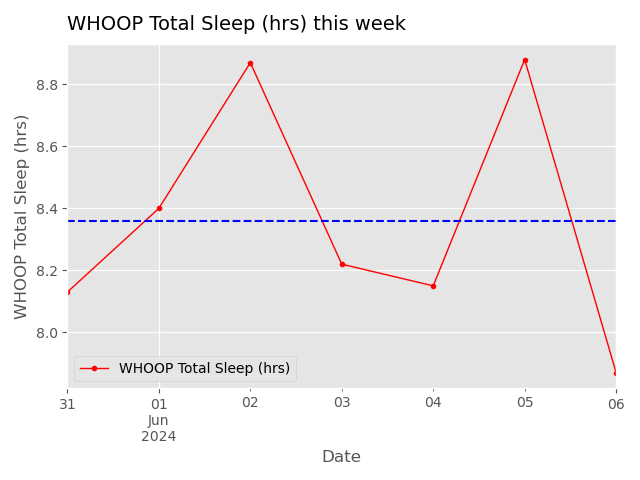 WHOOP Total Sleep (hrs) this week
WHOOP Total Sleep (hrs)
8.8
8.6
8.4
8.2
8.0
WHOOP Total Sleep (hrs)
31 01 02 03 04 05 06
Jun
2024
Date